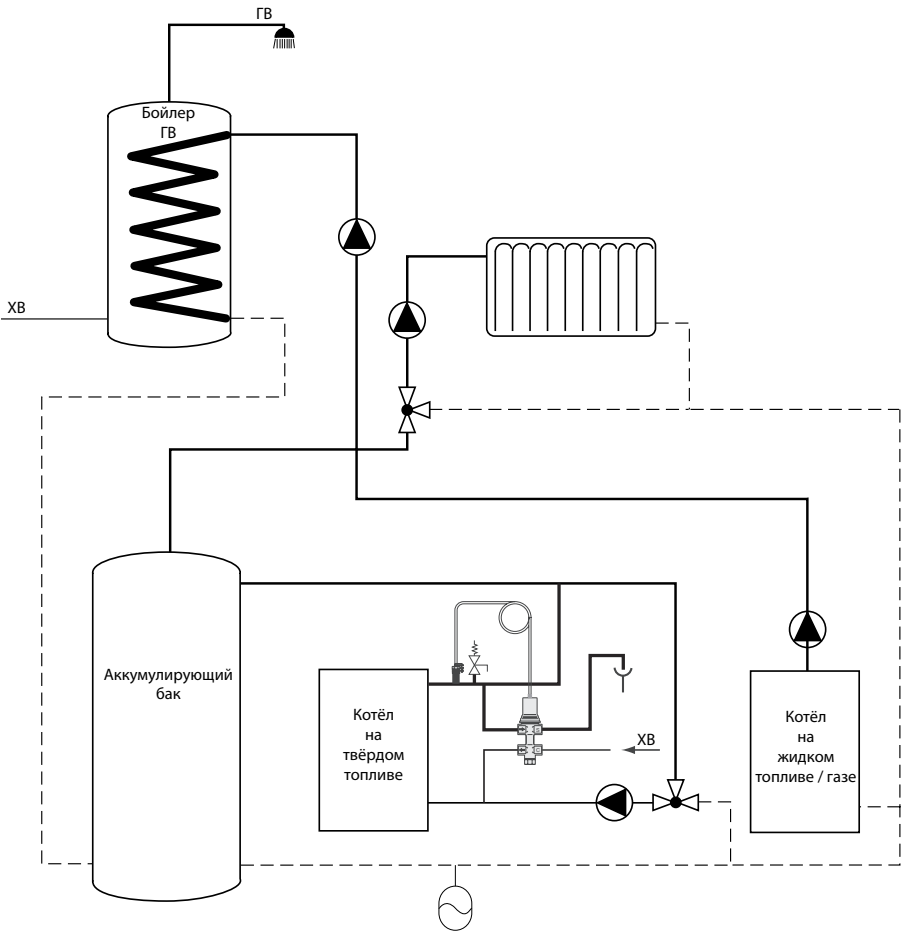 ГВ
Бойлер
ГВ
ХВ
Аккумулирующий
бак
Котёл
на
твёрдом
топливе
ХВ
Котёл
на
жидком
топливе / газе